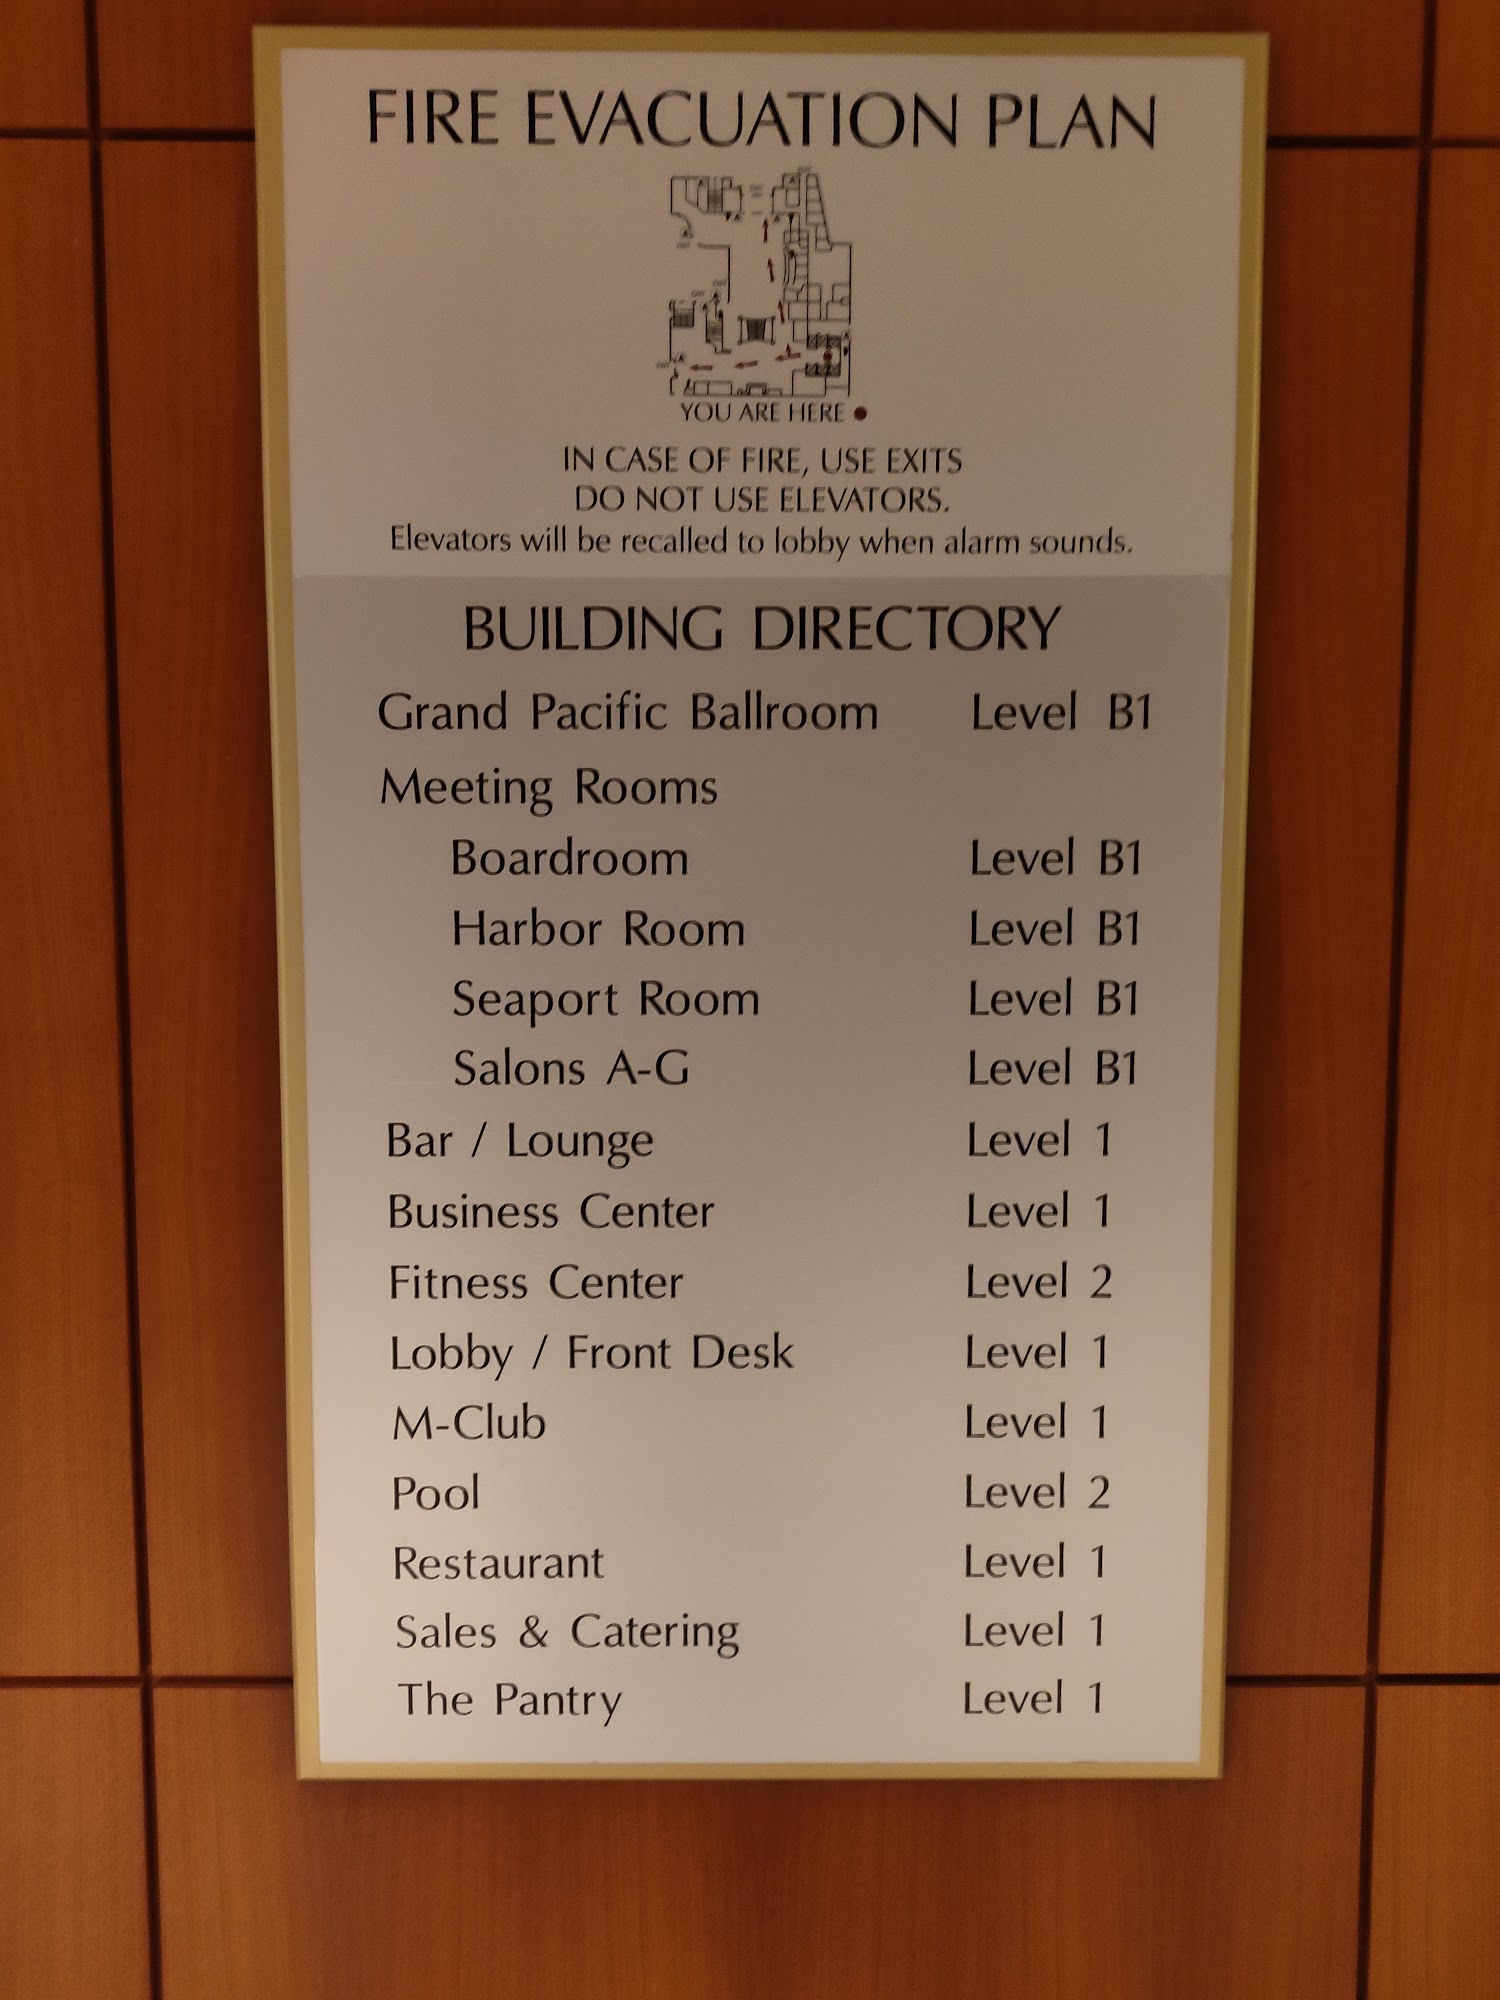 FIRE EVACUATION PLAN
YOU ARE HERE
IN CASE OF FIRE, USE EXITS
DO NOT USE ELEVATORS.
Elevators will be recalled to lobby when alarm sounds.
BUILDING DIRECTORY
Grand Pacific Ballroom Level B1
Meeting Rooms
Boardroom Level B1
Harbor Room Level B1
Seaport Room Level B1
Salons A-G Level B1
Bar / Lounge Level 1
Business Center Level 1
Fitness Center Level 2
Lobby / Front Desk Level 1
M-Club Level 1
Pool Level 2
Restaurant Level 1
Sales & Catering Level 1
The Pantry Level 1